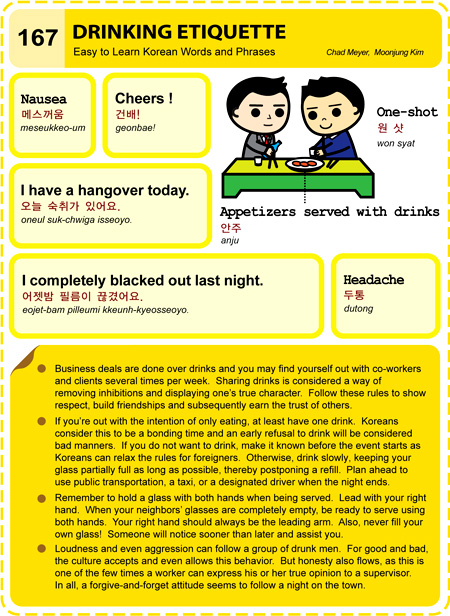 167
DRINKING ETIQUETTE
Easy to Learn Korean Words and Phrases
Chad Meyer, Moonjung Kim
Nausea
메스꺼움
meseukkeo-um
Cheers !
건배!
geonbae!
One-shot
원 샷
won syat
I have a hangover today.
오늘 숙취가 있어요.
oneul suk-chwiga isseoyo.
Appetizers served with drinks
안주
anju
I completely blacked out last night.
어젯밤 필름이 끊겼어요.
eojet-bam pilleumi kkeunh-kyeosseoyo.
Headache
두통
dutong
Business deals are done over drinks and you may find yourself out with co-workers
and clients several times per week. Sharing drinks is considered a way of
removing inhibitions and displaying one's true character. Follow these rules to show
respect, build friendships and subsequently earn the trust of others.
If you're out with the intention of only eating, at least have one drink. Koreans
consider this to be a bonding time and an early refusal to drink will be considered
bad manners. If you do not want to drink, make it known before the event starts as
Koreans can relax the rules for foreigners. Otherwise, drink slowly, keeping your
glass partially full as long as possible, thereby postponing a refill. Plan ahead to
use public transportation, a taxi, or a designated driver when the night ends.
Remember to hold a glass with both hands when being served. Lead with your right
hand. When your neighbors' glasses are completely empty, be ready to serve using
both hands. Your right hand should always be the leading arm. Also, never fill your
own glass! Someone will notice sooner than later and assist you.
Loudness and even aggression can follow a group of drunk men. For good and bad,
the culture accepts and even allows this behavior. But honesty also flows, as this is
one of the few times a worker can express his or her true opinion to a supervisor.
In all, a forgive-and-forget attitude seems to follow a night on the town.